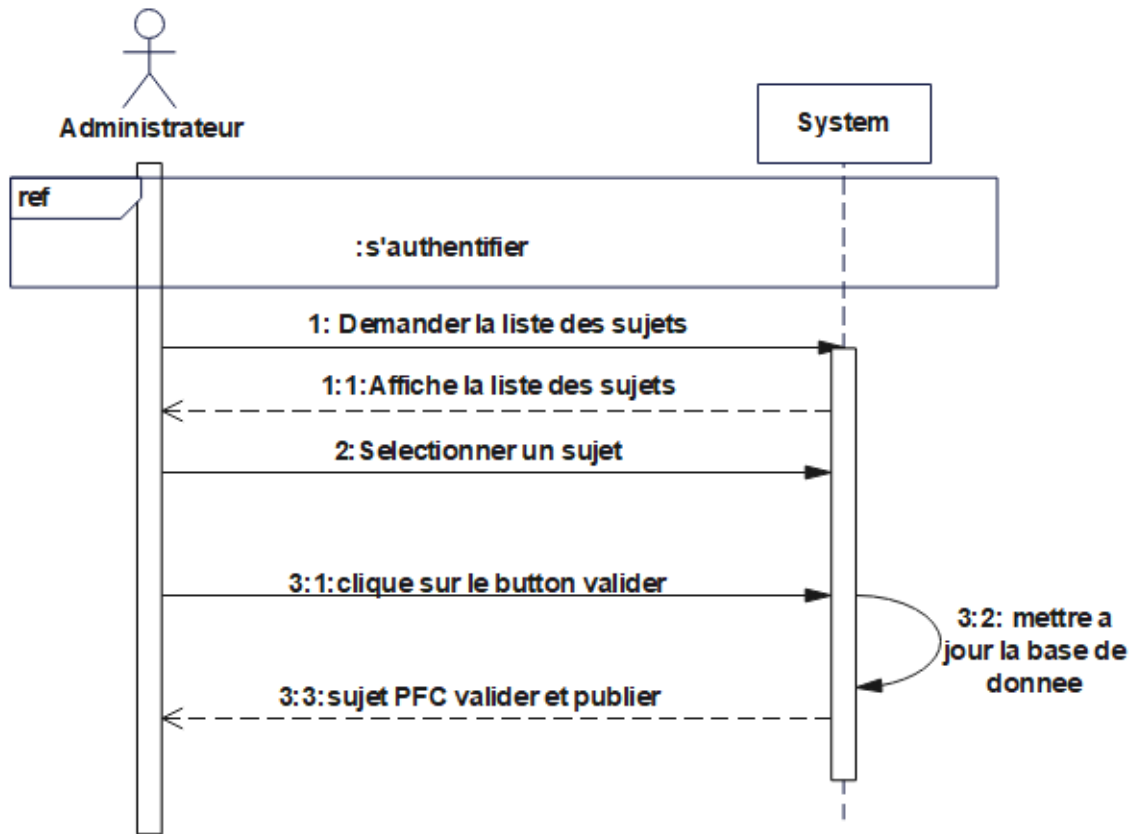 Administrateur
System
ref
:s'authentifier
1: Demander la liste des sujets
1:1:Affiche la liste des sujets
2:Selectionner un sujet
3:1:clique sur le button valider
3:2: mettre a
jour la base de
donnee
3:3:sujet PFC valider et publier